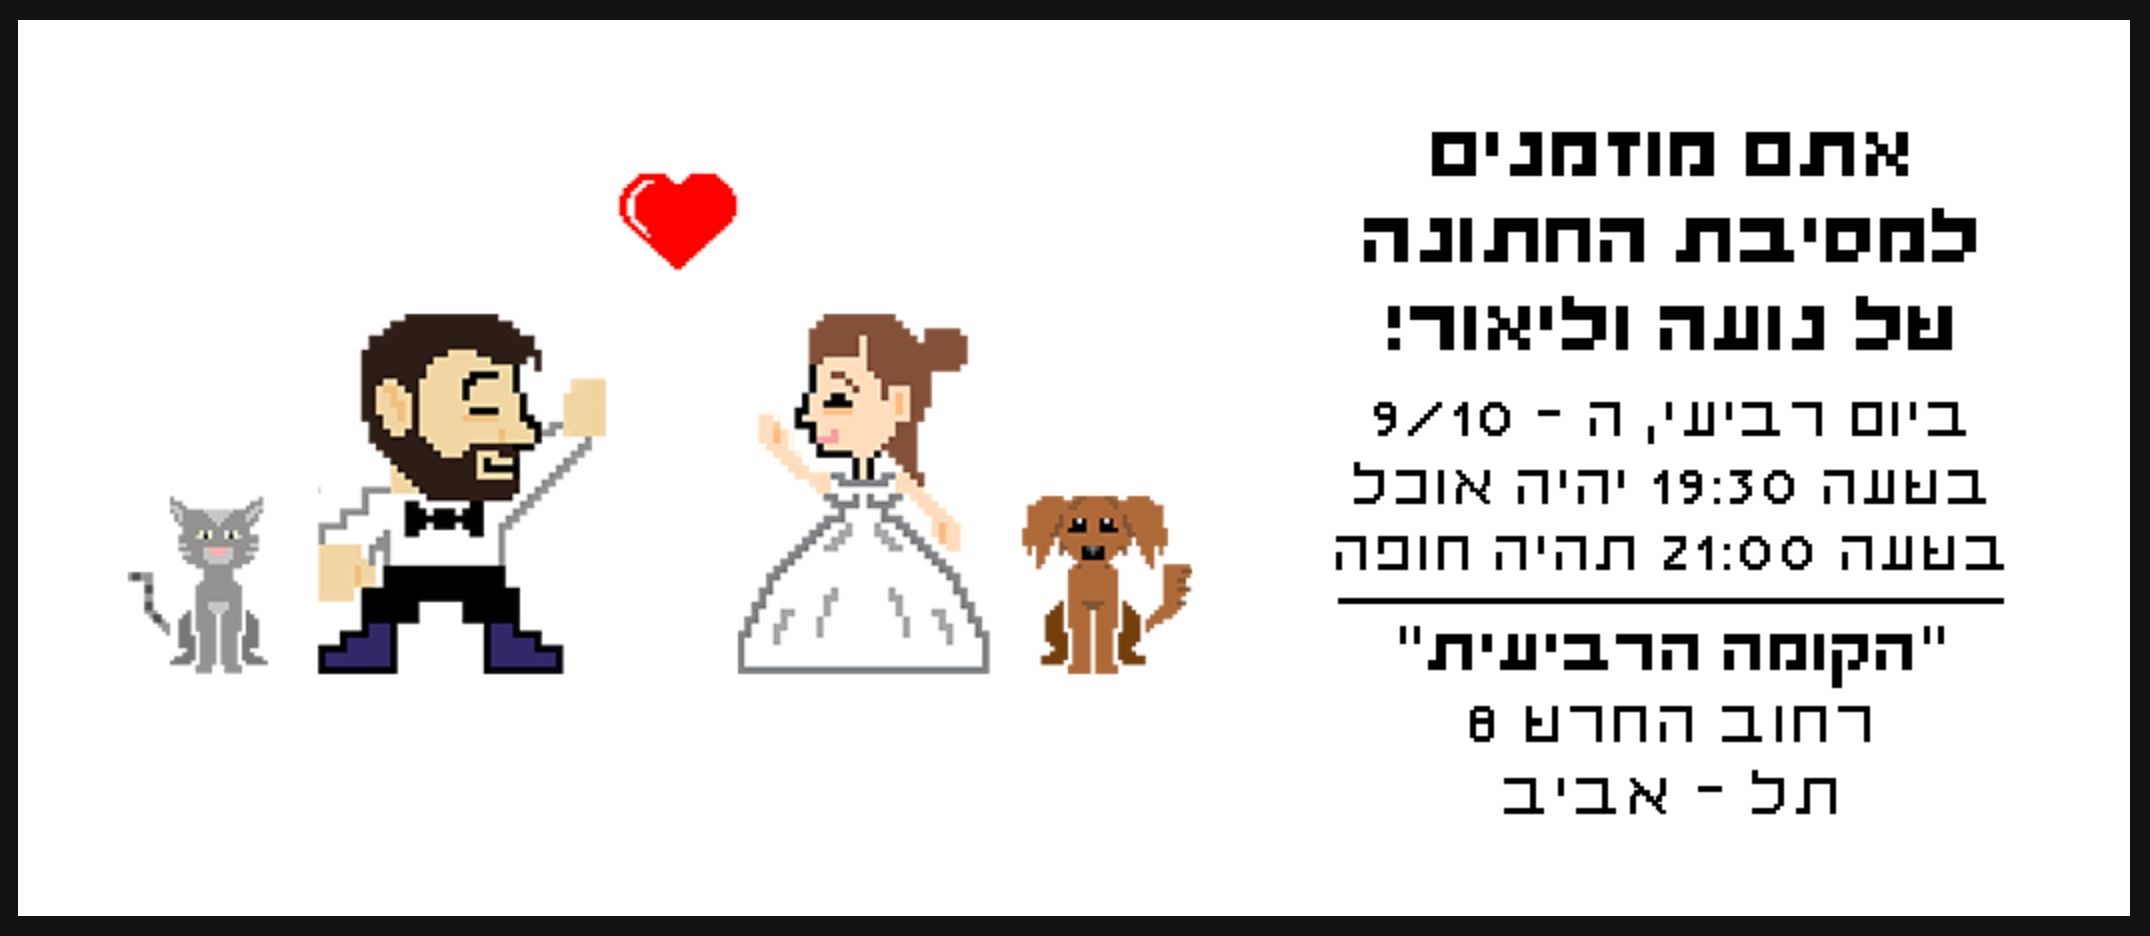 אתם מוזמנים
למסיבת החתונה
של נועה וליאור!
ביום רביעי, ה - 9/10
בשעה 19:30 יהיה אוכל
בשעה 21:00 תהיה חופה
"הקומה הרביעית"
רחוב החרש 8
תל - אביב